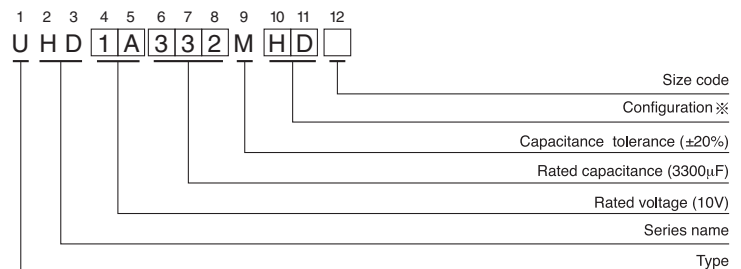 1 2 3 4 5 6 7 8 9 10 11 12
U H D 1 A 3 3 2 M H D
Size code
Configuration※
Capacitance tolerance (±20%)
Rated capacitance (3300µF)
Rated voltage (10V)
Series name
Type